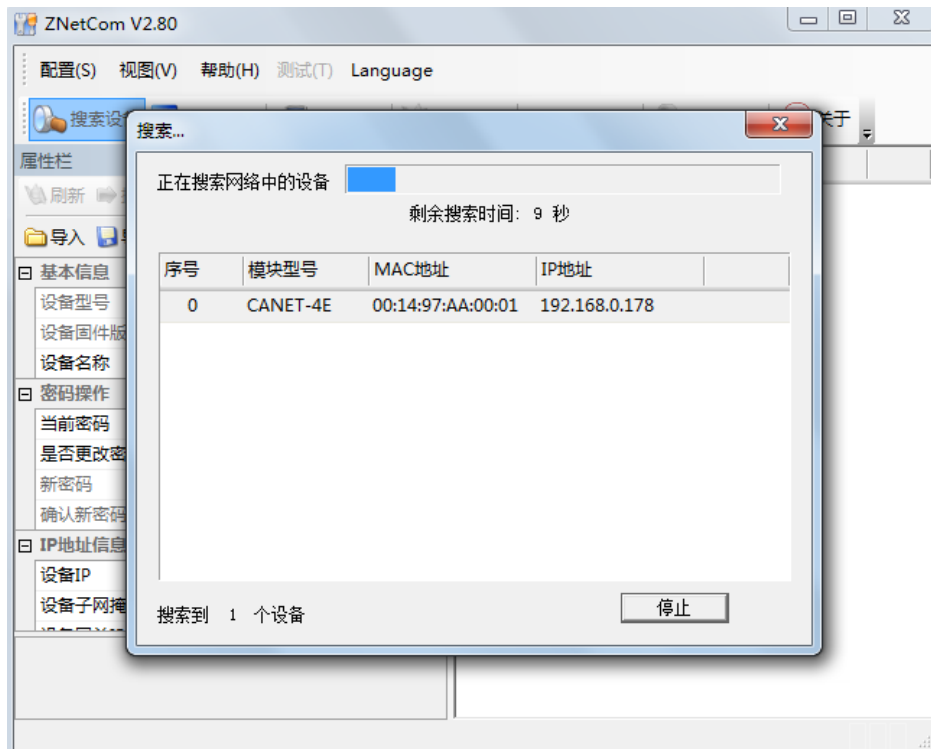 ZNetCom V2.80
配置(S) 视图(V) 帮助(H) 测试(T) Language
搜索设 关于
搜索...
属性栏
正在搜索网络中的设备
刷新
剩余搜索时间: 9 秒
导入
序号 模块型号 MAC地址 IP地址
基本信息
0 CANET-4E 00:14:97:AA:00:01 192.168.0.178
设备型号
设备固件版
设备名称
密码操作
当前密码
是否更改密
新密码
确认新密码
IP地址信息
设备IP
设备子网掩
搜索到 1 个设备 停止